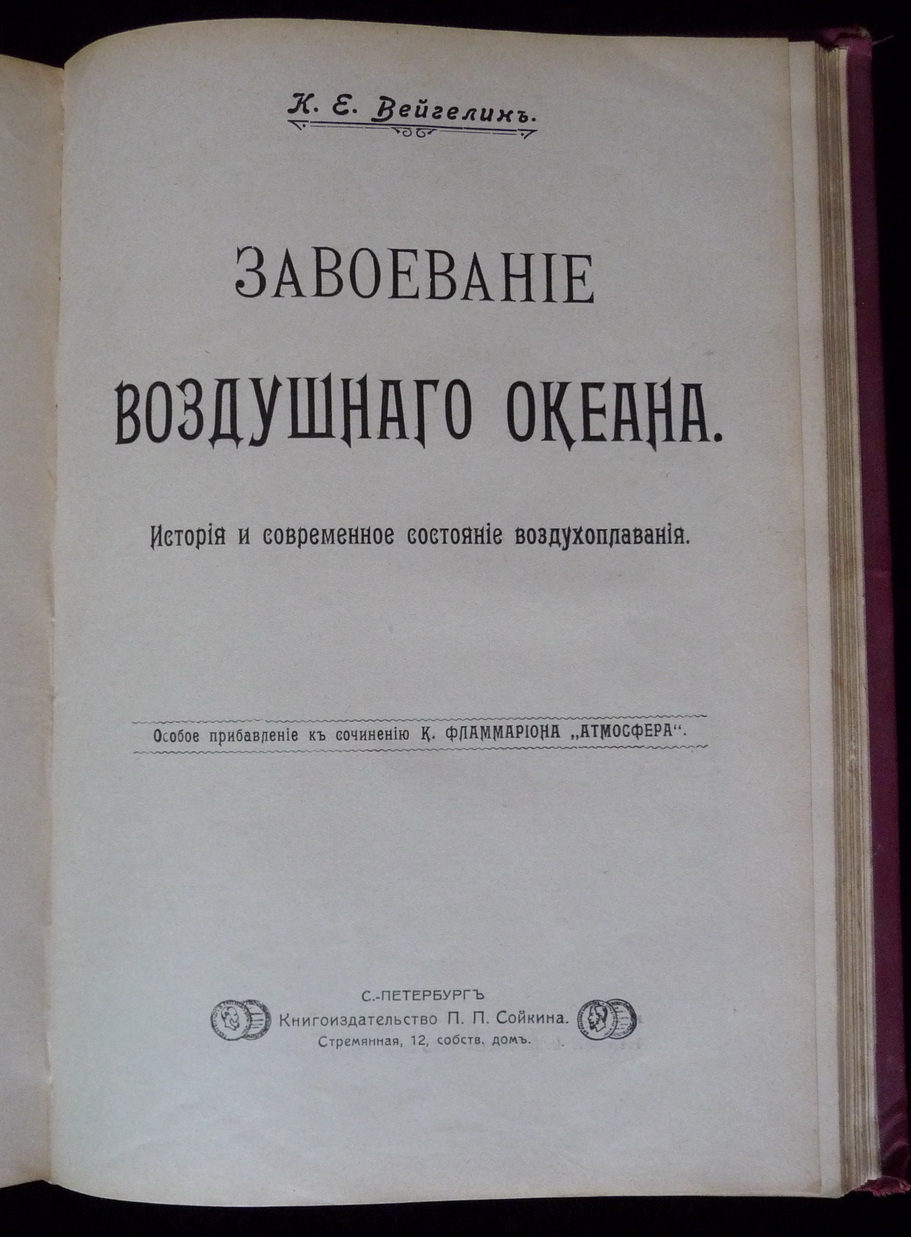 К. Е. Вейгелинъ.
ЗАВОЕВАНІЕ
ВОЗДУШНАГО ОКЕАНА.
Исторія и современное состояніе воздухоплаванія.
Особое прибавленіе къ сочиненію К. ФЛАММАРІОНА „АТМОСФЕРА“.
С.-ПЕТЕРБУРГЪ
Книгоиздательство П. П. Сойкина.
Стремянная, 12, собств. домъ.